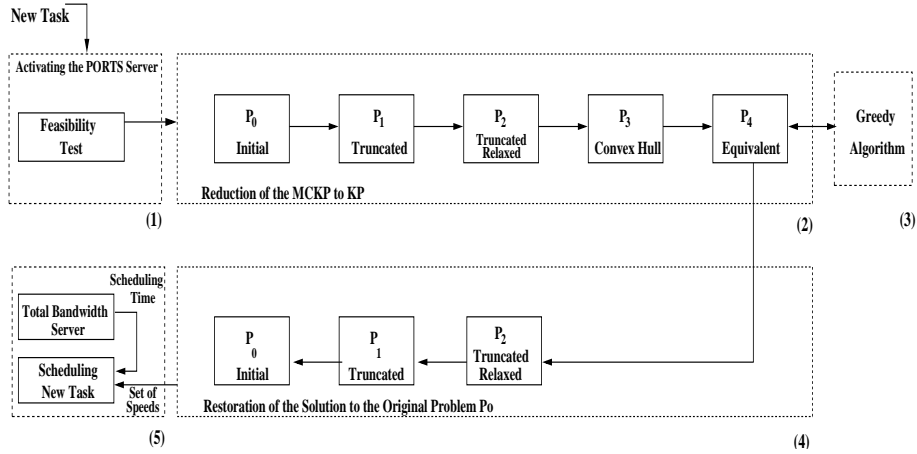 New Task
Activating the PORTS Server
Feasibility
Test
(1)
P0
Initial
P1
Truncated
P2
Truncated
Relaxed
P3
Convex Hull
P4
Equivalent
Reduction of the MCKP to KP
(2)
Greedy
Algorithm
(3)
Scheduling
Time
Total Bandwidth
Server
Scheduling
New Task
Set of
Speeds
(5)
P
0
Initial
P
1
Truncated
P2
Truncated
Relaxed
Restoration of the Solution to the Original Problem Po
(4)